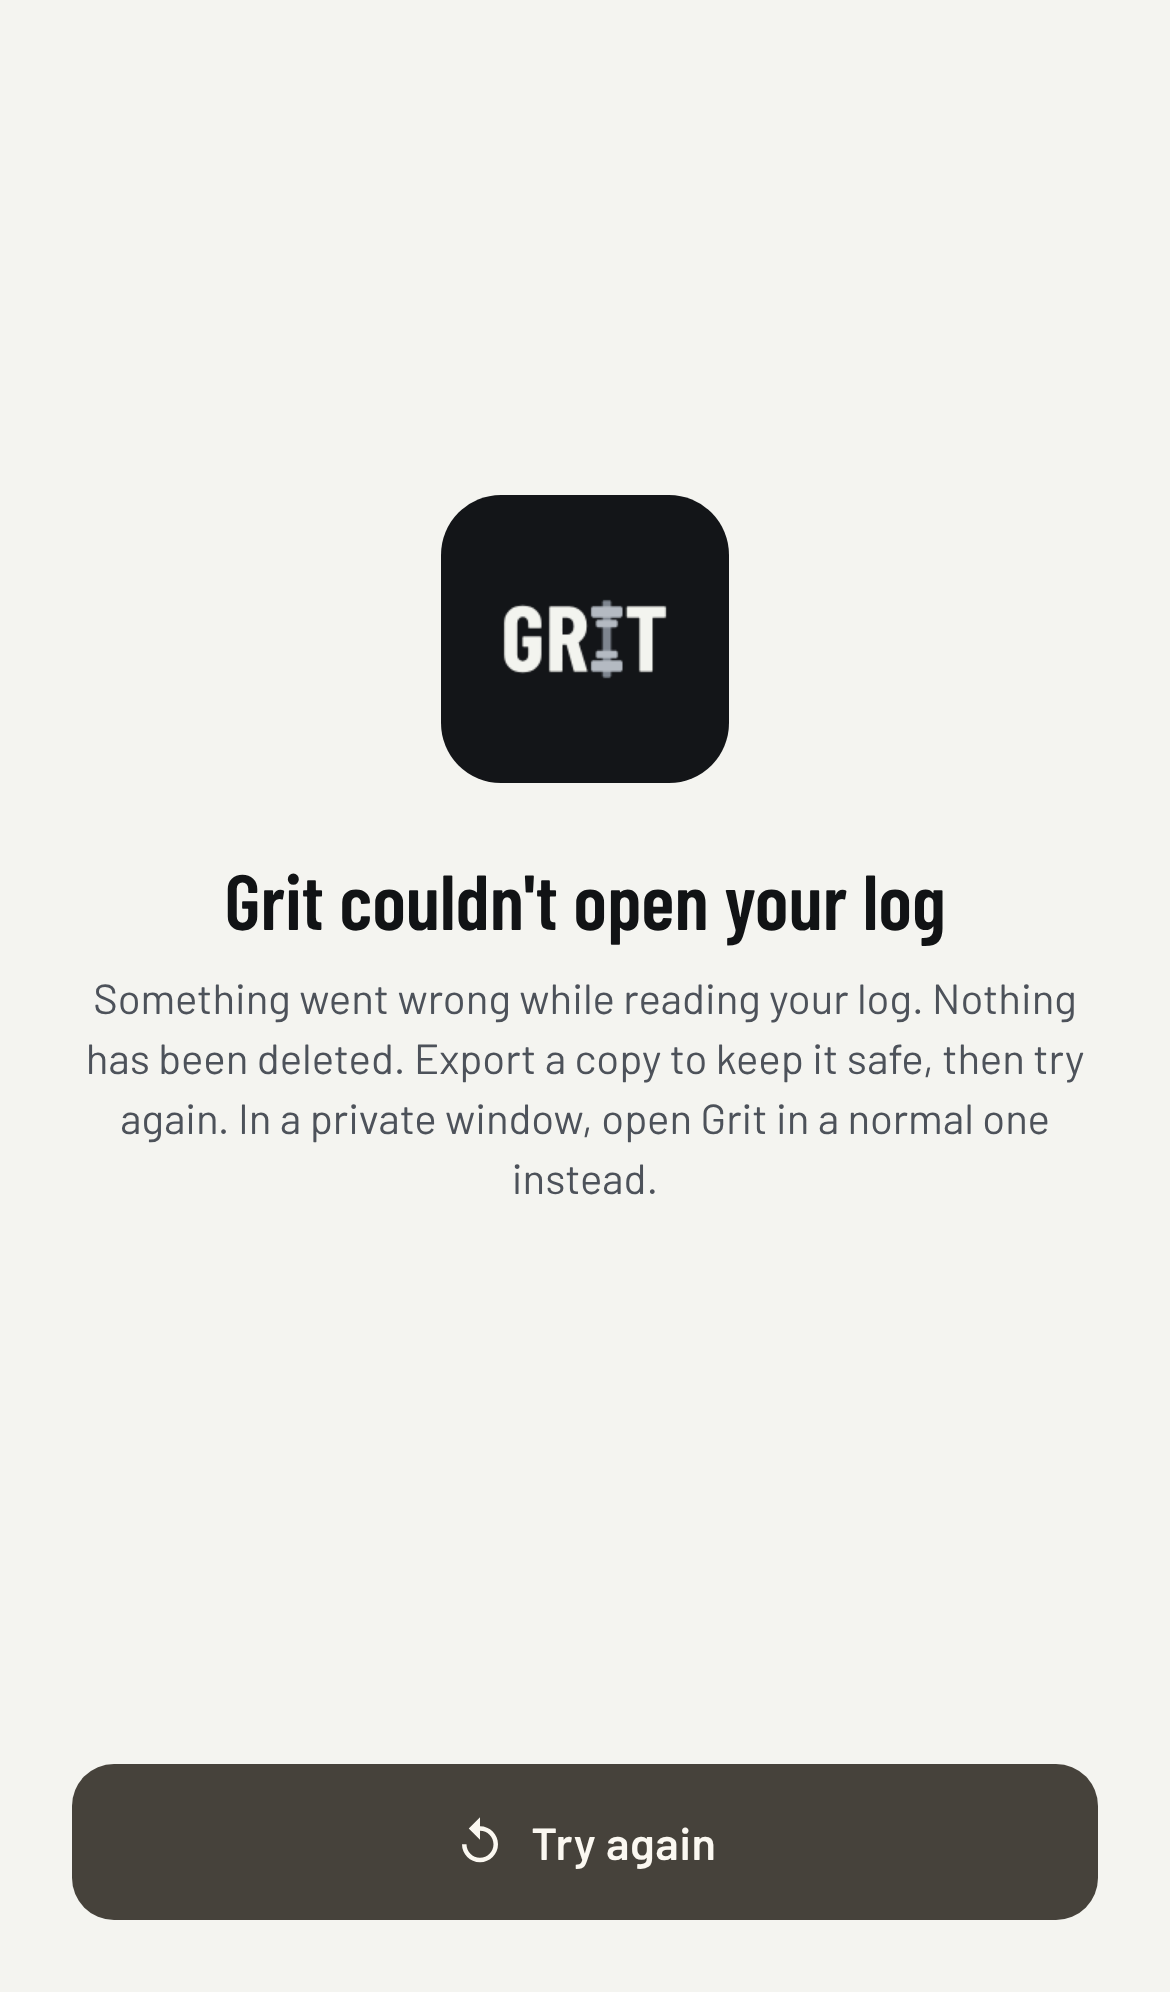 GRIT
Grit couldn't open your log
Something went wrong while reading your log. Nothing
has been deleted. Export a copy to keep it safe, then try
again. In a private window, open Grit in a normal one
instead.
Try again